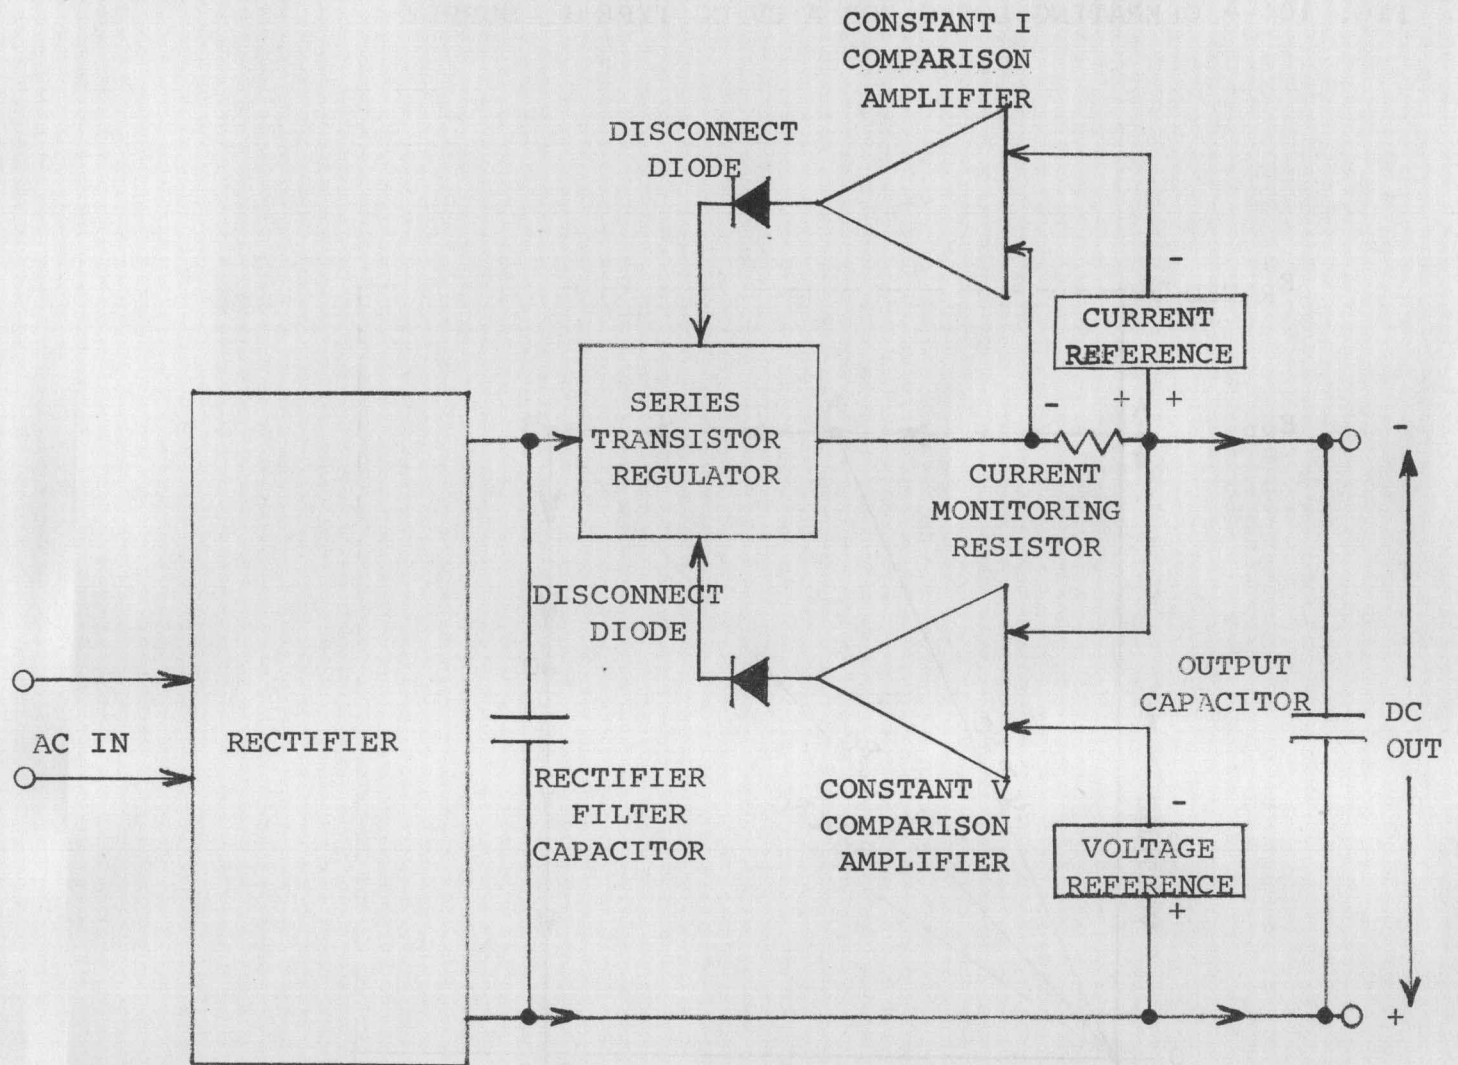 CONSTANT I
COMPARISON
AMPLIFIER
DISCONNECT
DIODE
-
CURRENT
REFERENCE
- + +
SERIES
TRANSISTOR
REGULATOR
-
CURRENT
MONITORING
RESISTOR
DISCONNECT
DIODE
OUTPUT
CAPACITOR
DC
OUT
AC IN
RECTIFIER
RECTIFIER
FILTER
CAPACITOR
CONSTANT V
COMPARISON
AMPLIFIER
-
VOLTAGE
REFERENCE
+
+